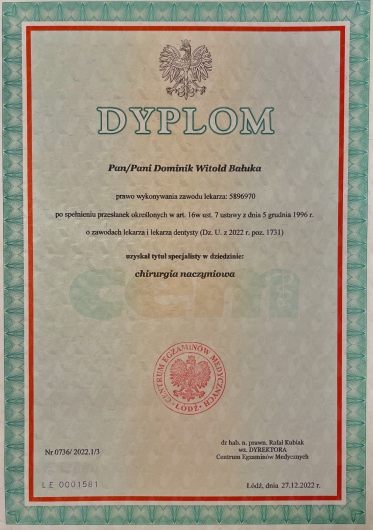 DYPLOM
Pan/Pani Dominik Witold Bałuka
prawo wykonywania zawodu lekarza: 5896970
po spełnieniu przesłanek określonych w art. 16w ust. 7 ustawy z dnia 5 grudnia 1996 r.
o zawodach lekarza i lekarza dentysty (Dz. U. z 2022 r. poz. 1731)
uzyskał tytuł specjalisty w dziedzinie:
chirurgia naczyniowa
cem
CENTRUM EGZAMINÓW MEDYCZNYCH
ŁÓDŹ
dr hab. n. prawn. Rafał Kubiak
wz. DYREKTORA
Centrum Egzaminów Medycznych
Nr 0736/ 2022.1/3
LE 0001581
Łódź, dnia 27.12.2022 r.